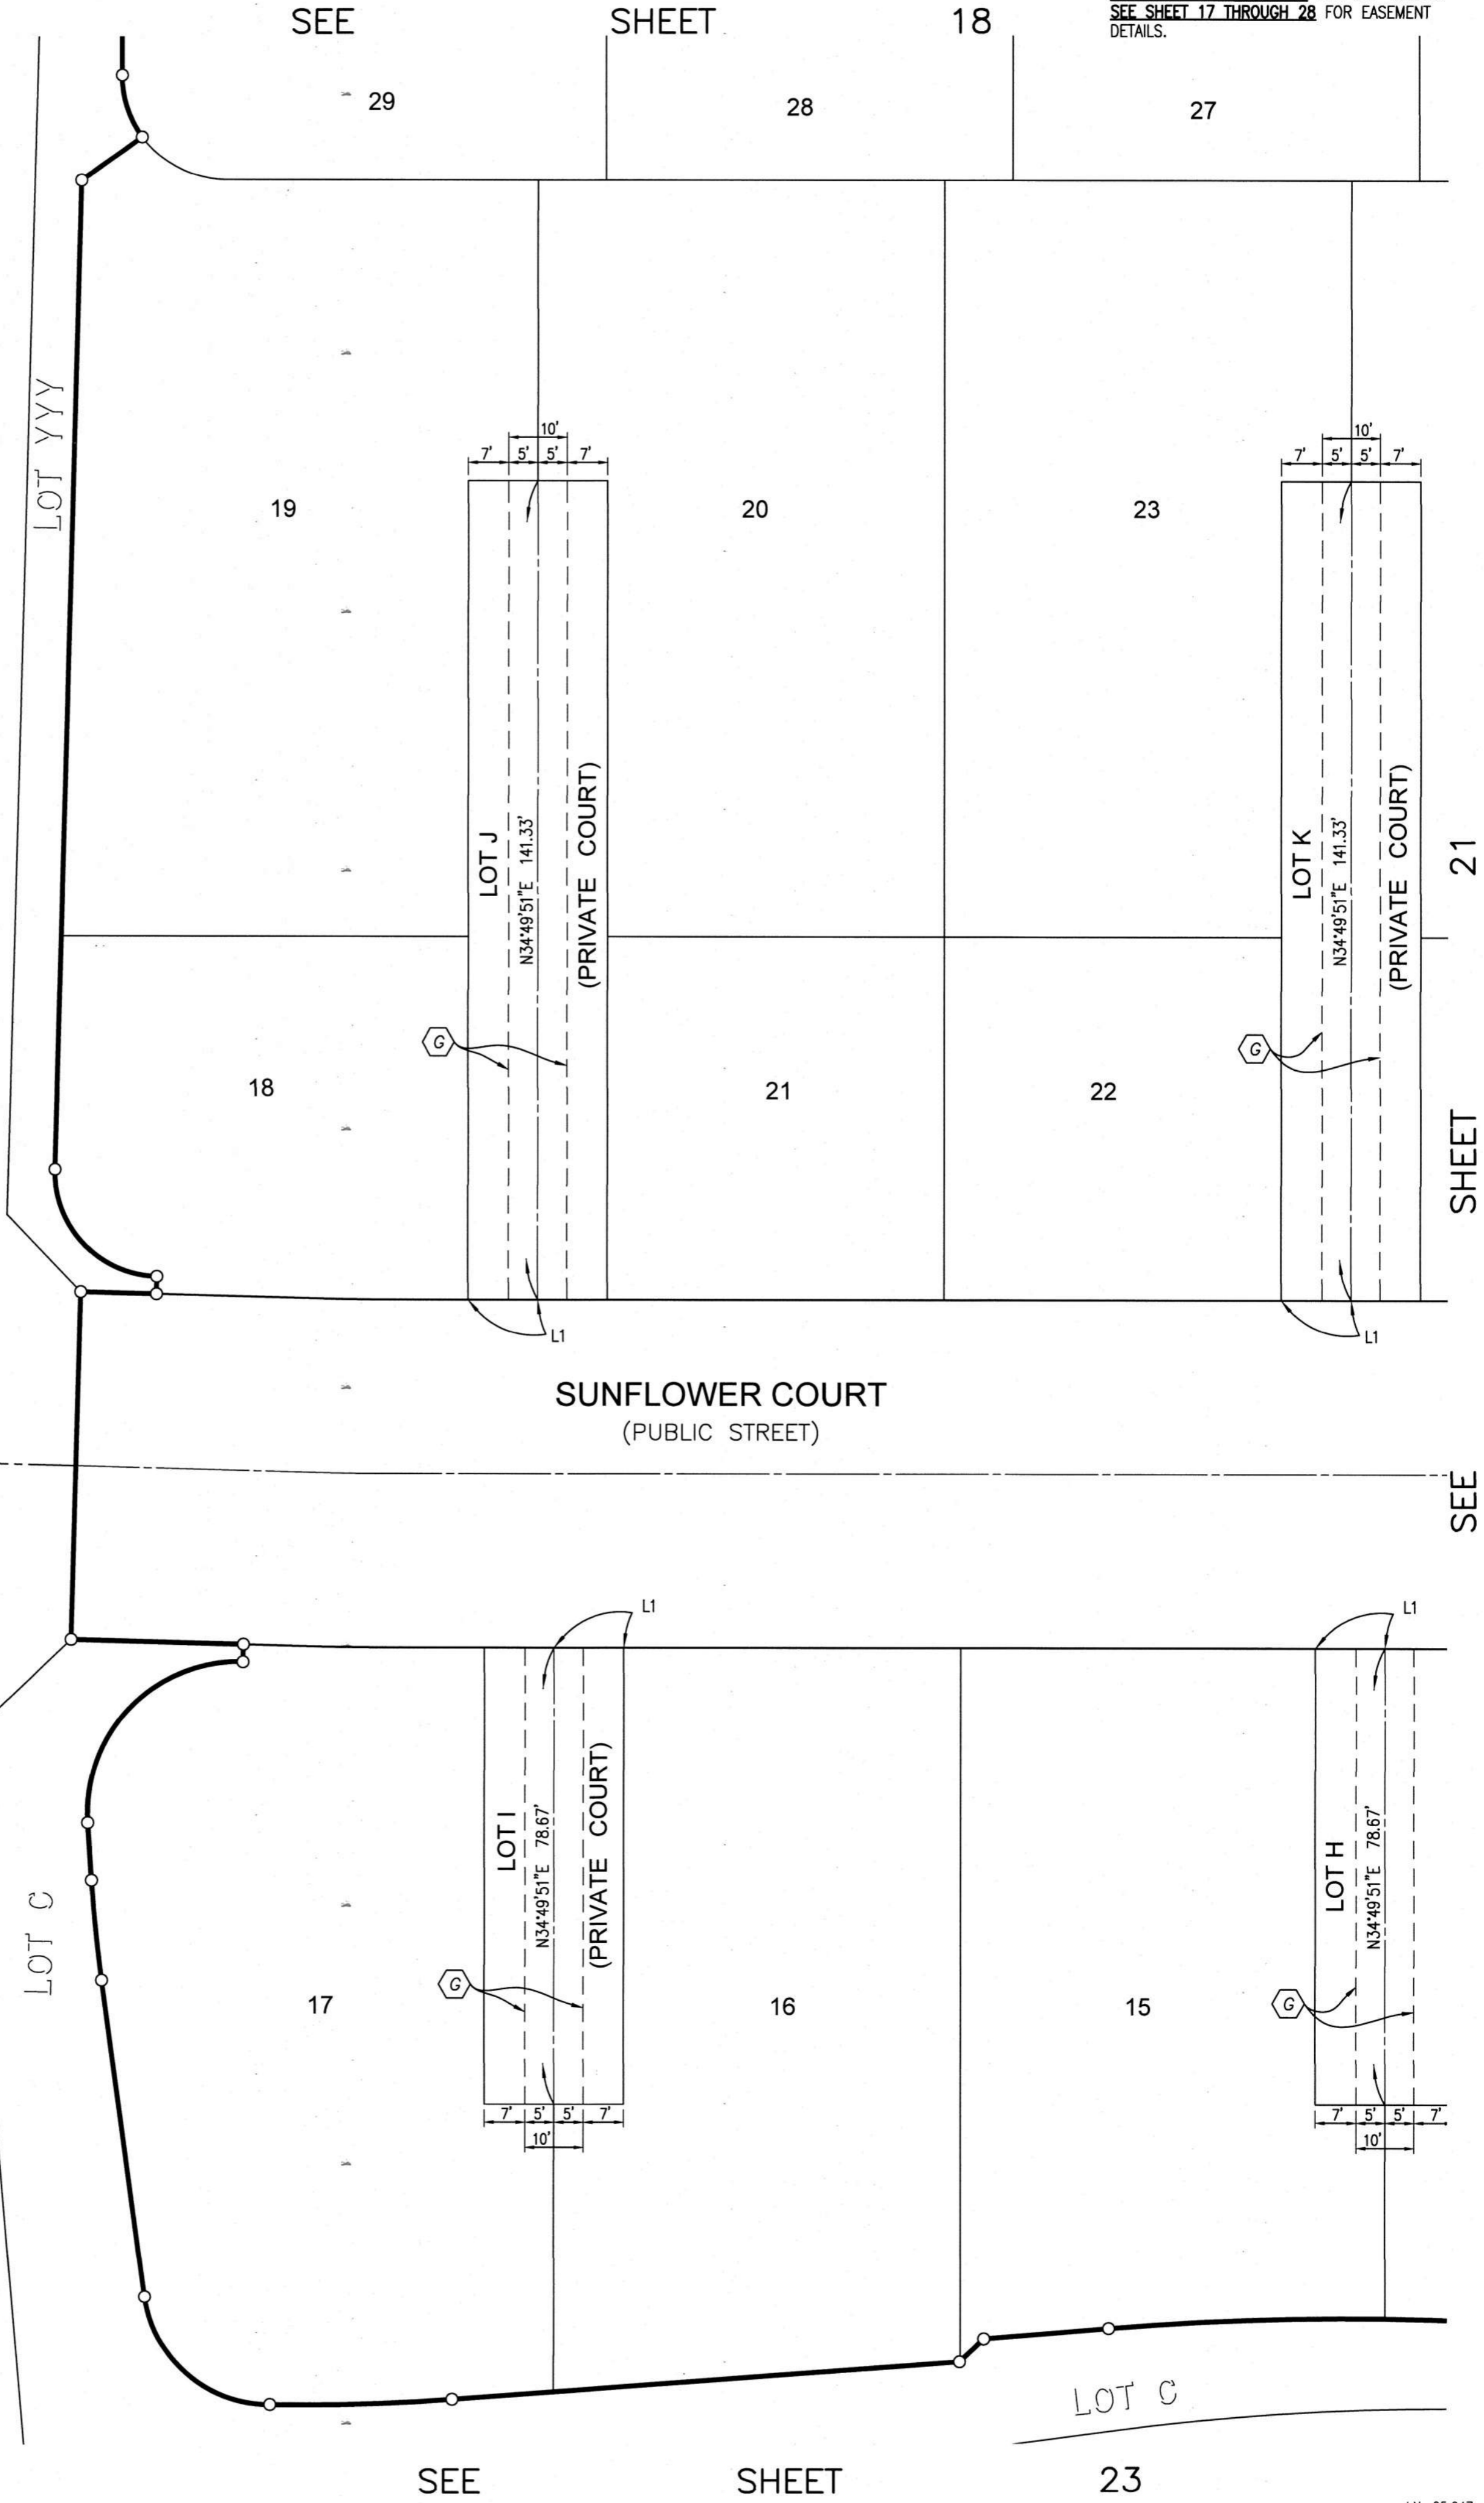 SEE SHEET 18
SEE SHEET 17 THROUGH 28 FOR EASEMENT
DETAILS.
29
28
27
LOT YYY
10'
7' 5' 5' 7'
10'
7' 5' 5' 7'
19
20
23
LOT J
N34°49'51"E 141.33'
(PRIVATE COURT)
LOT K
N34°49'51"E 141.33'
(PRIVATE COURT)
SEE SHEET 21
G
G
18
21
22
L1
L1
SUNFLOWER COURT
(PUBLIC STREET)
L1
L1
LOT I
N34°49'51"E 78.67'
(PRIVATE COURT)
LOT H
N34°49'51"E 78.67'
LOT C
G
G
17
16
15
7' 5' 5' 7'
10'
7' 5' 5' 7'
10'
LOT C
SEE SHEET 23